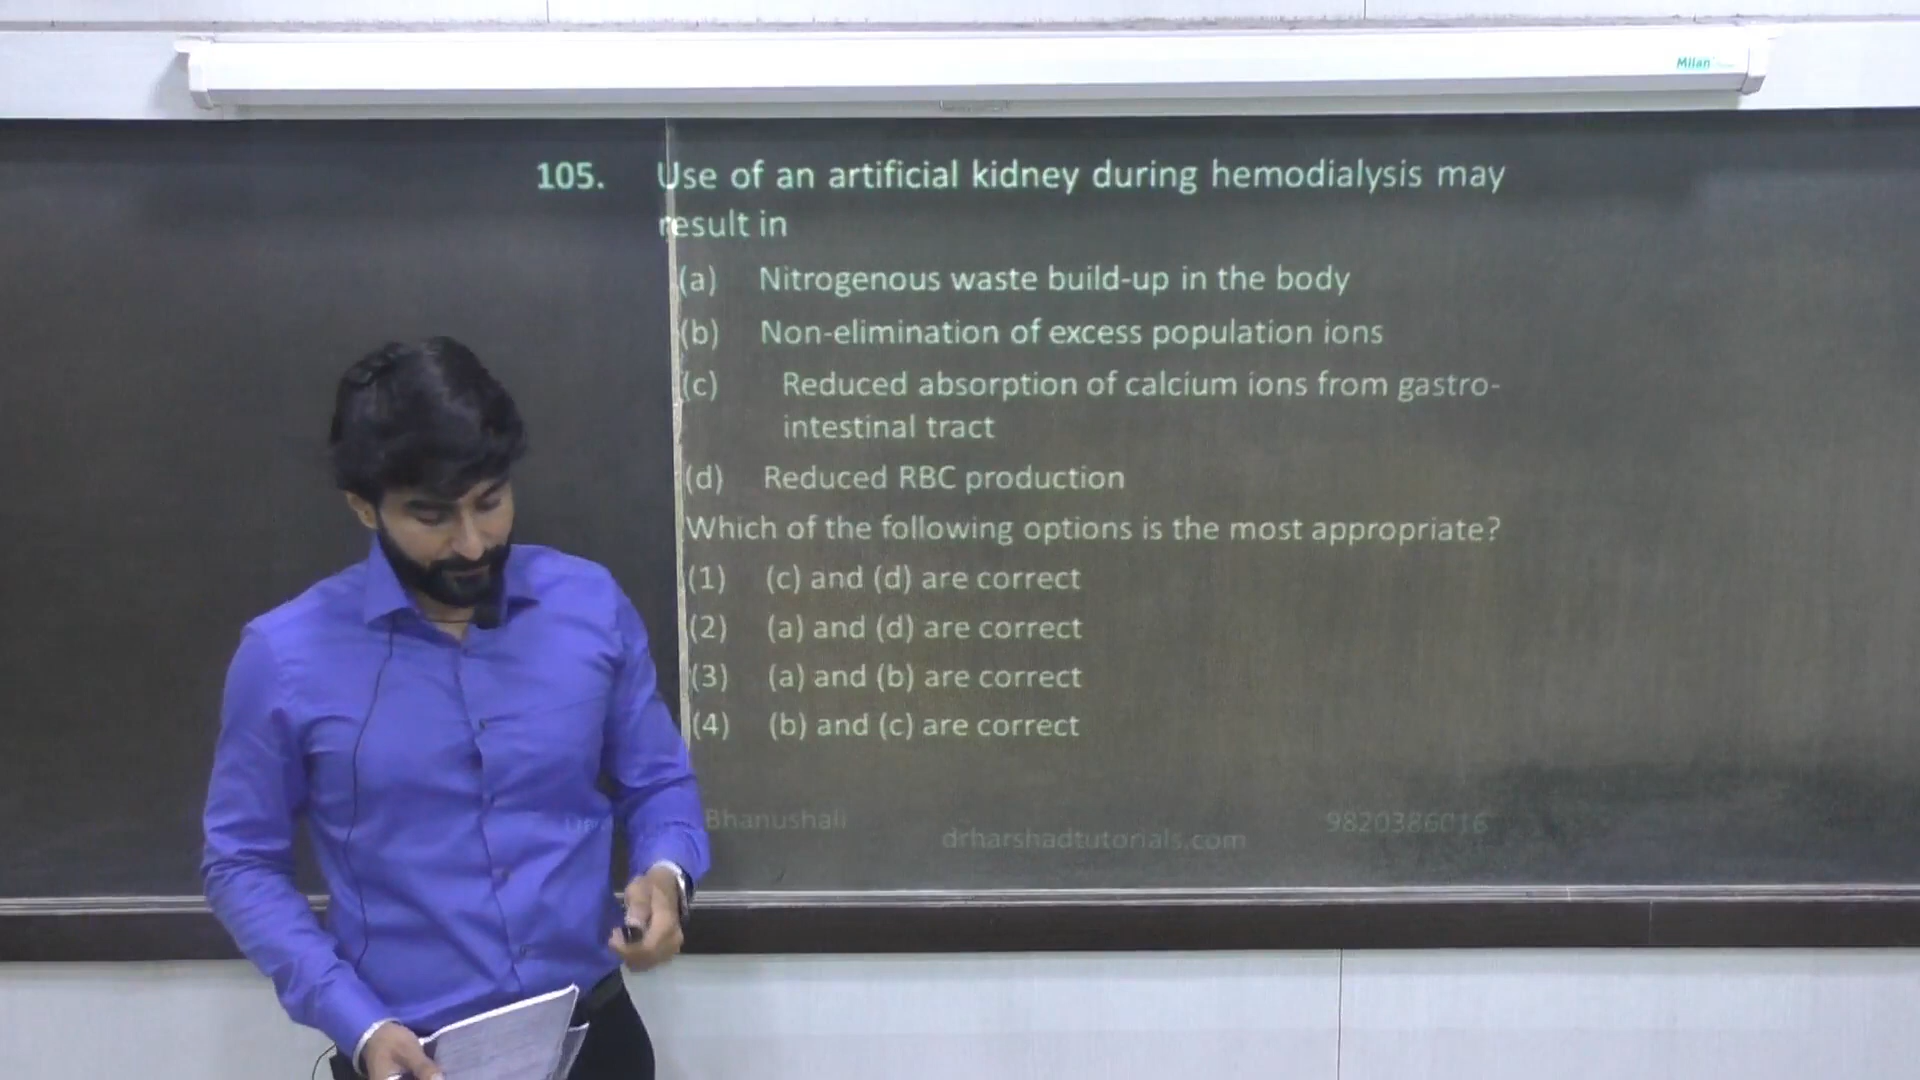 Milan
105. Use of an artificial kidney during hemodialysis may
result in
(a) Nitrogenous waste build-up in the body
(b) Non-elimination of excess population ions
(c) Reduced absorption of calcium ions from gastro-
intestinal tract
(d) Reduced RBC production
Which of the following options is the most appropriate?
(1) (c) and (d) are correct
(2) (a) and (d) are correct
(3) (a) and (b) are correct
(4) (b) and (c) are correct
Bhanushali drharshadtutorials.com 9820386016